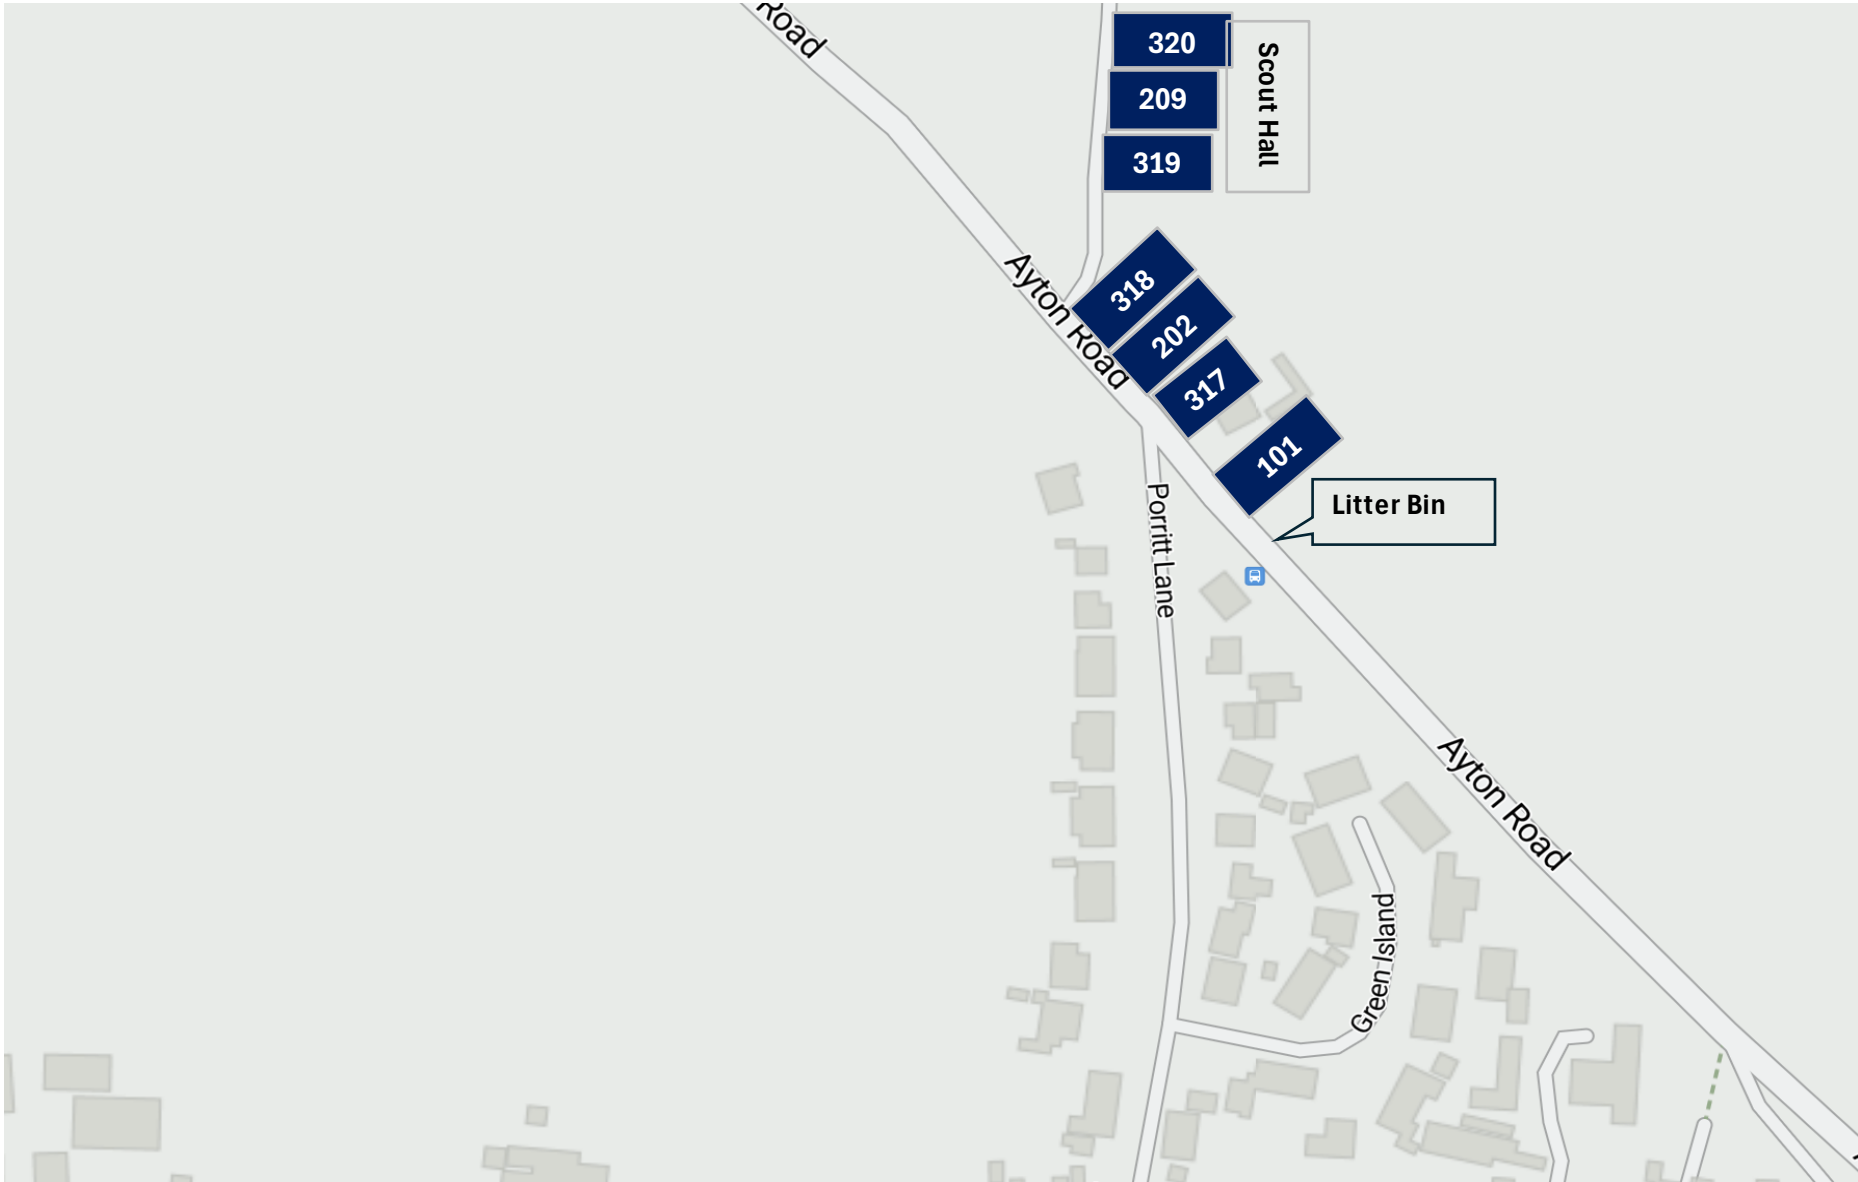 Road
320
209
319
Scout Hall
Ayton Road
318
202
317
101
Litter Bin
Porritt Lane
Ayton Road
Green Island